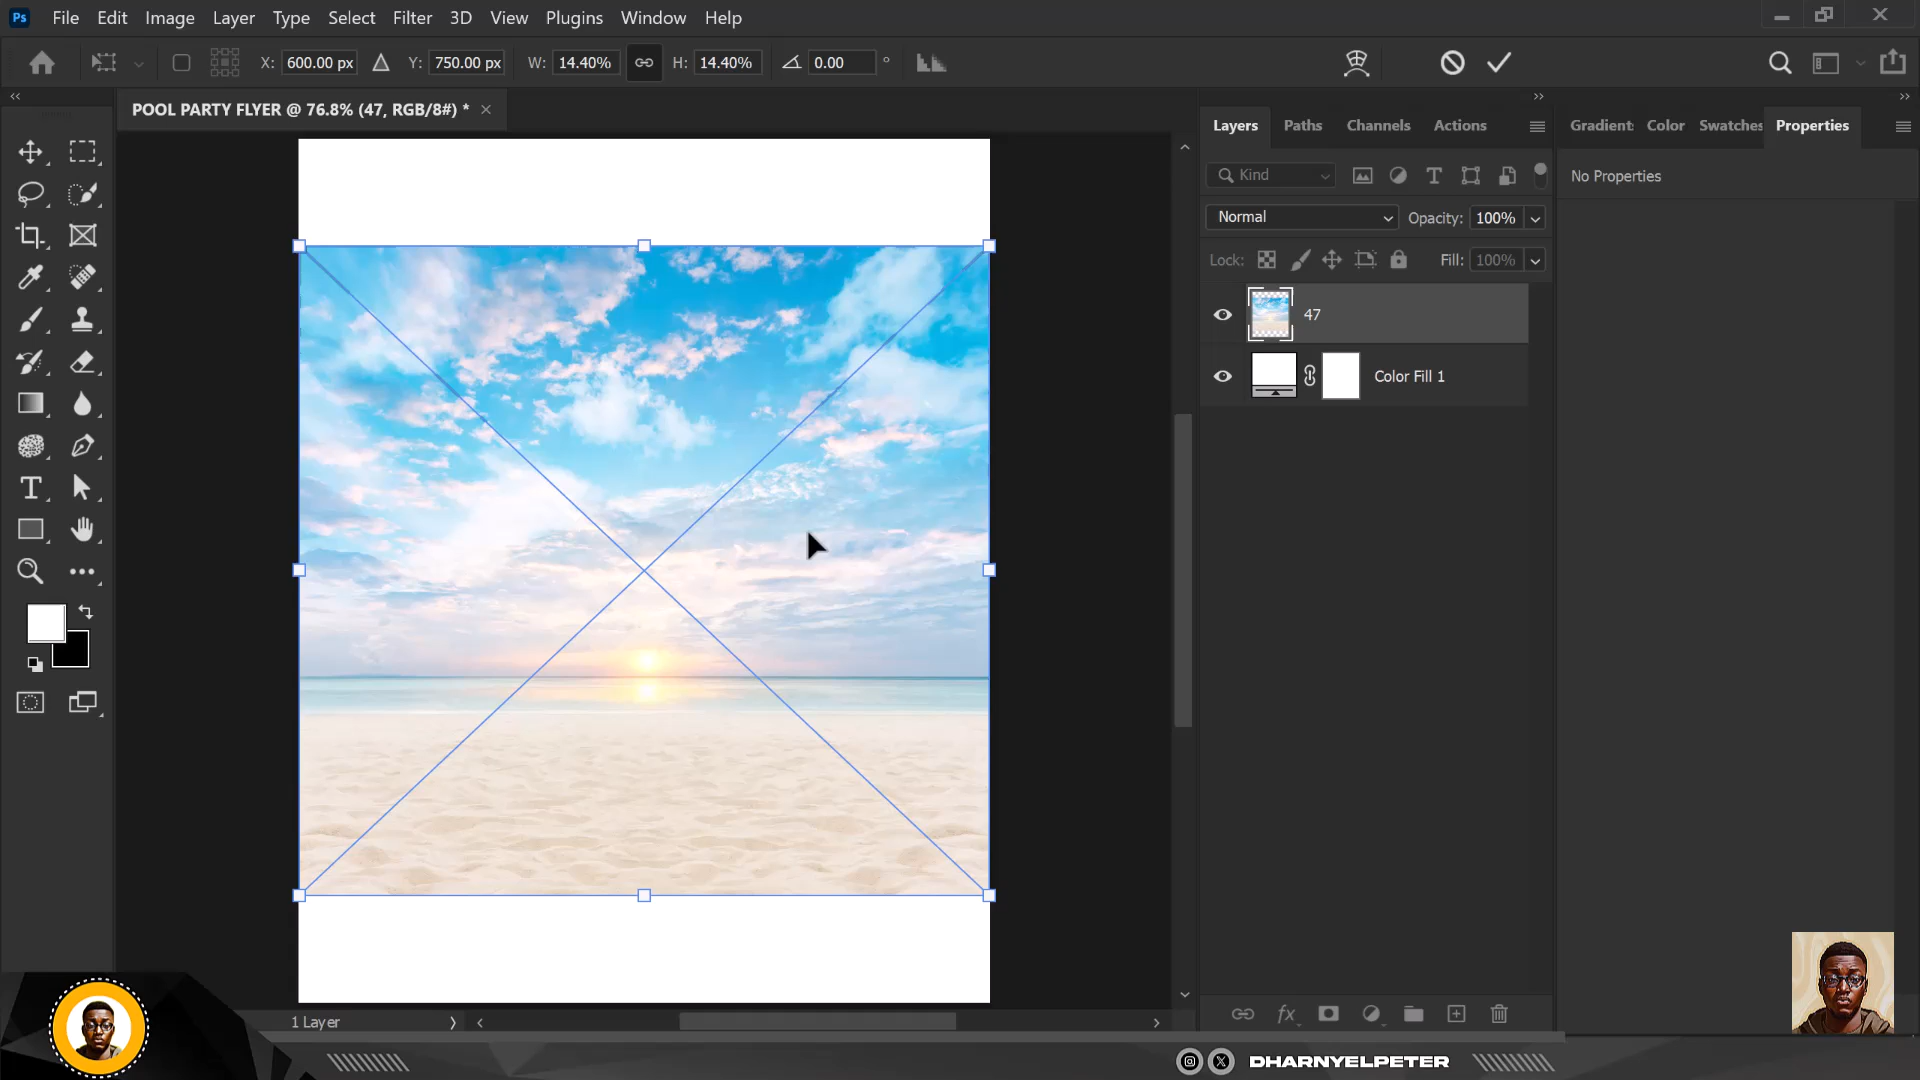 Ps File Edit Image Layer Type Select Filter 3D View Plugins Window Help
X: 600.00 px Y: 750.00 px W: 14.40% H: 14.40% 0.00 °
POOL PARTY FLYER @ 76.8% (47, RGB/8#) * ×
Layers Paths Channels Actions
Gradient Color Swatches Properties
Kind
No Properties
Normal Opacity: 100%
Lock: Fill: 100%
47
Color Fill 1
1 Layer
fx
DHARNYELPETER